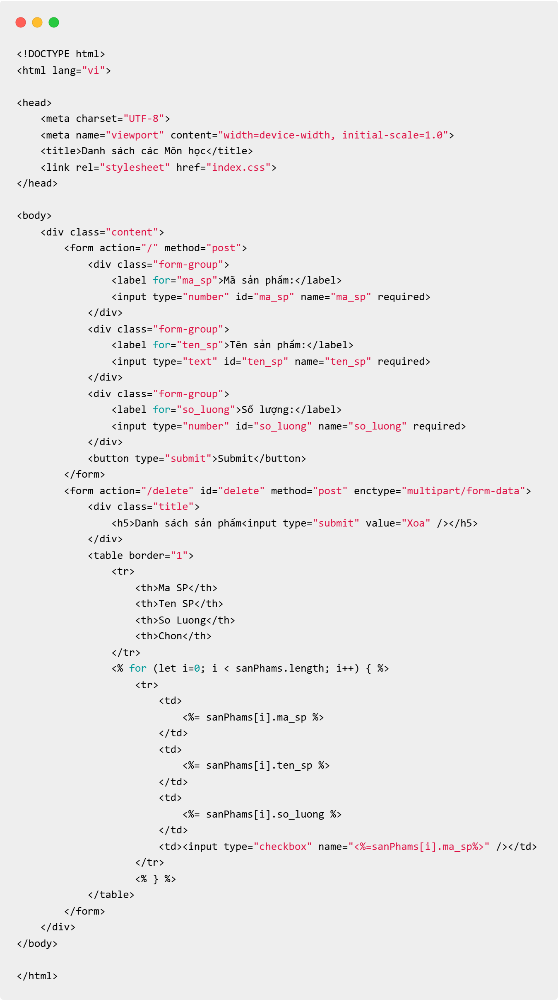 <!DOCTYPE html>
<html lang="vi">

<head>
    <meta charset="UTF-8">
    <meta name="viewport" content="width=device-width, initial-scale=1.0">
    <title>Danh sách các Môn học</title>
    <link rel="stylesheet" href="index.css">
</head>

<body>
    <div class="content">
        <form action="/" method="post">
            <div class="form-group">
                <label for="ma_sp">Mã sản phẩm:</label>
                <input type="number" id="ma_sp" name="ma_sp" required>
            </div>
            <div class="form-group">
                <label for="ten_sp">Tên sản phẩm:</label>
                <input type="text" id="ten_sp" name="ten_sp" required>
            </div>
            <div class="form-group">
                <label for="so_luong">Số lượng:</label>
                <input type="number" id="so_luong" name="so_luong" required>
            </div>
            <button type="submit">Submit</button>
        </form>
        <form action="/delete" id="delete" method="post" enctype="multipart/form-data">
            <div class="title">
                <h5>Danh sách sản phẩm<input type="submit" value="Xoa" /></h5>
            </div>
            <table border="1">
                <tr>
                    <th>Ma SP</th>
                    <th>Ten SP</th>
                    <th>So Luong</th>
                    <th>Chon</th>
                </tr>
                <% for (let i=0; i < sanPhams.length; i++) { %>
                    <tr>
                        <td>
                            <%= sanPhams[i].ma_sp %>
                        </td>
                        <td>
                            <%= sanPhams[i].ten_sp %>
                        </td>
                        <td>
                            <%= sanPhams[i].so_luong %>
                        </td>
                        <td><input type="checkbox" name="<%=sanPhams[i].ma_sp%>" /></td>
                    </tr>
                    <% } %>
            </table>
        </form>
    </div>
</body>

</html>